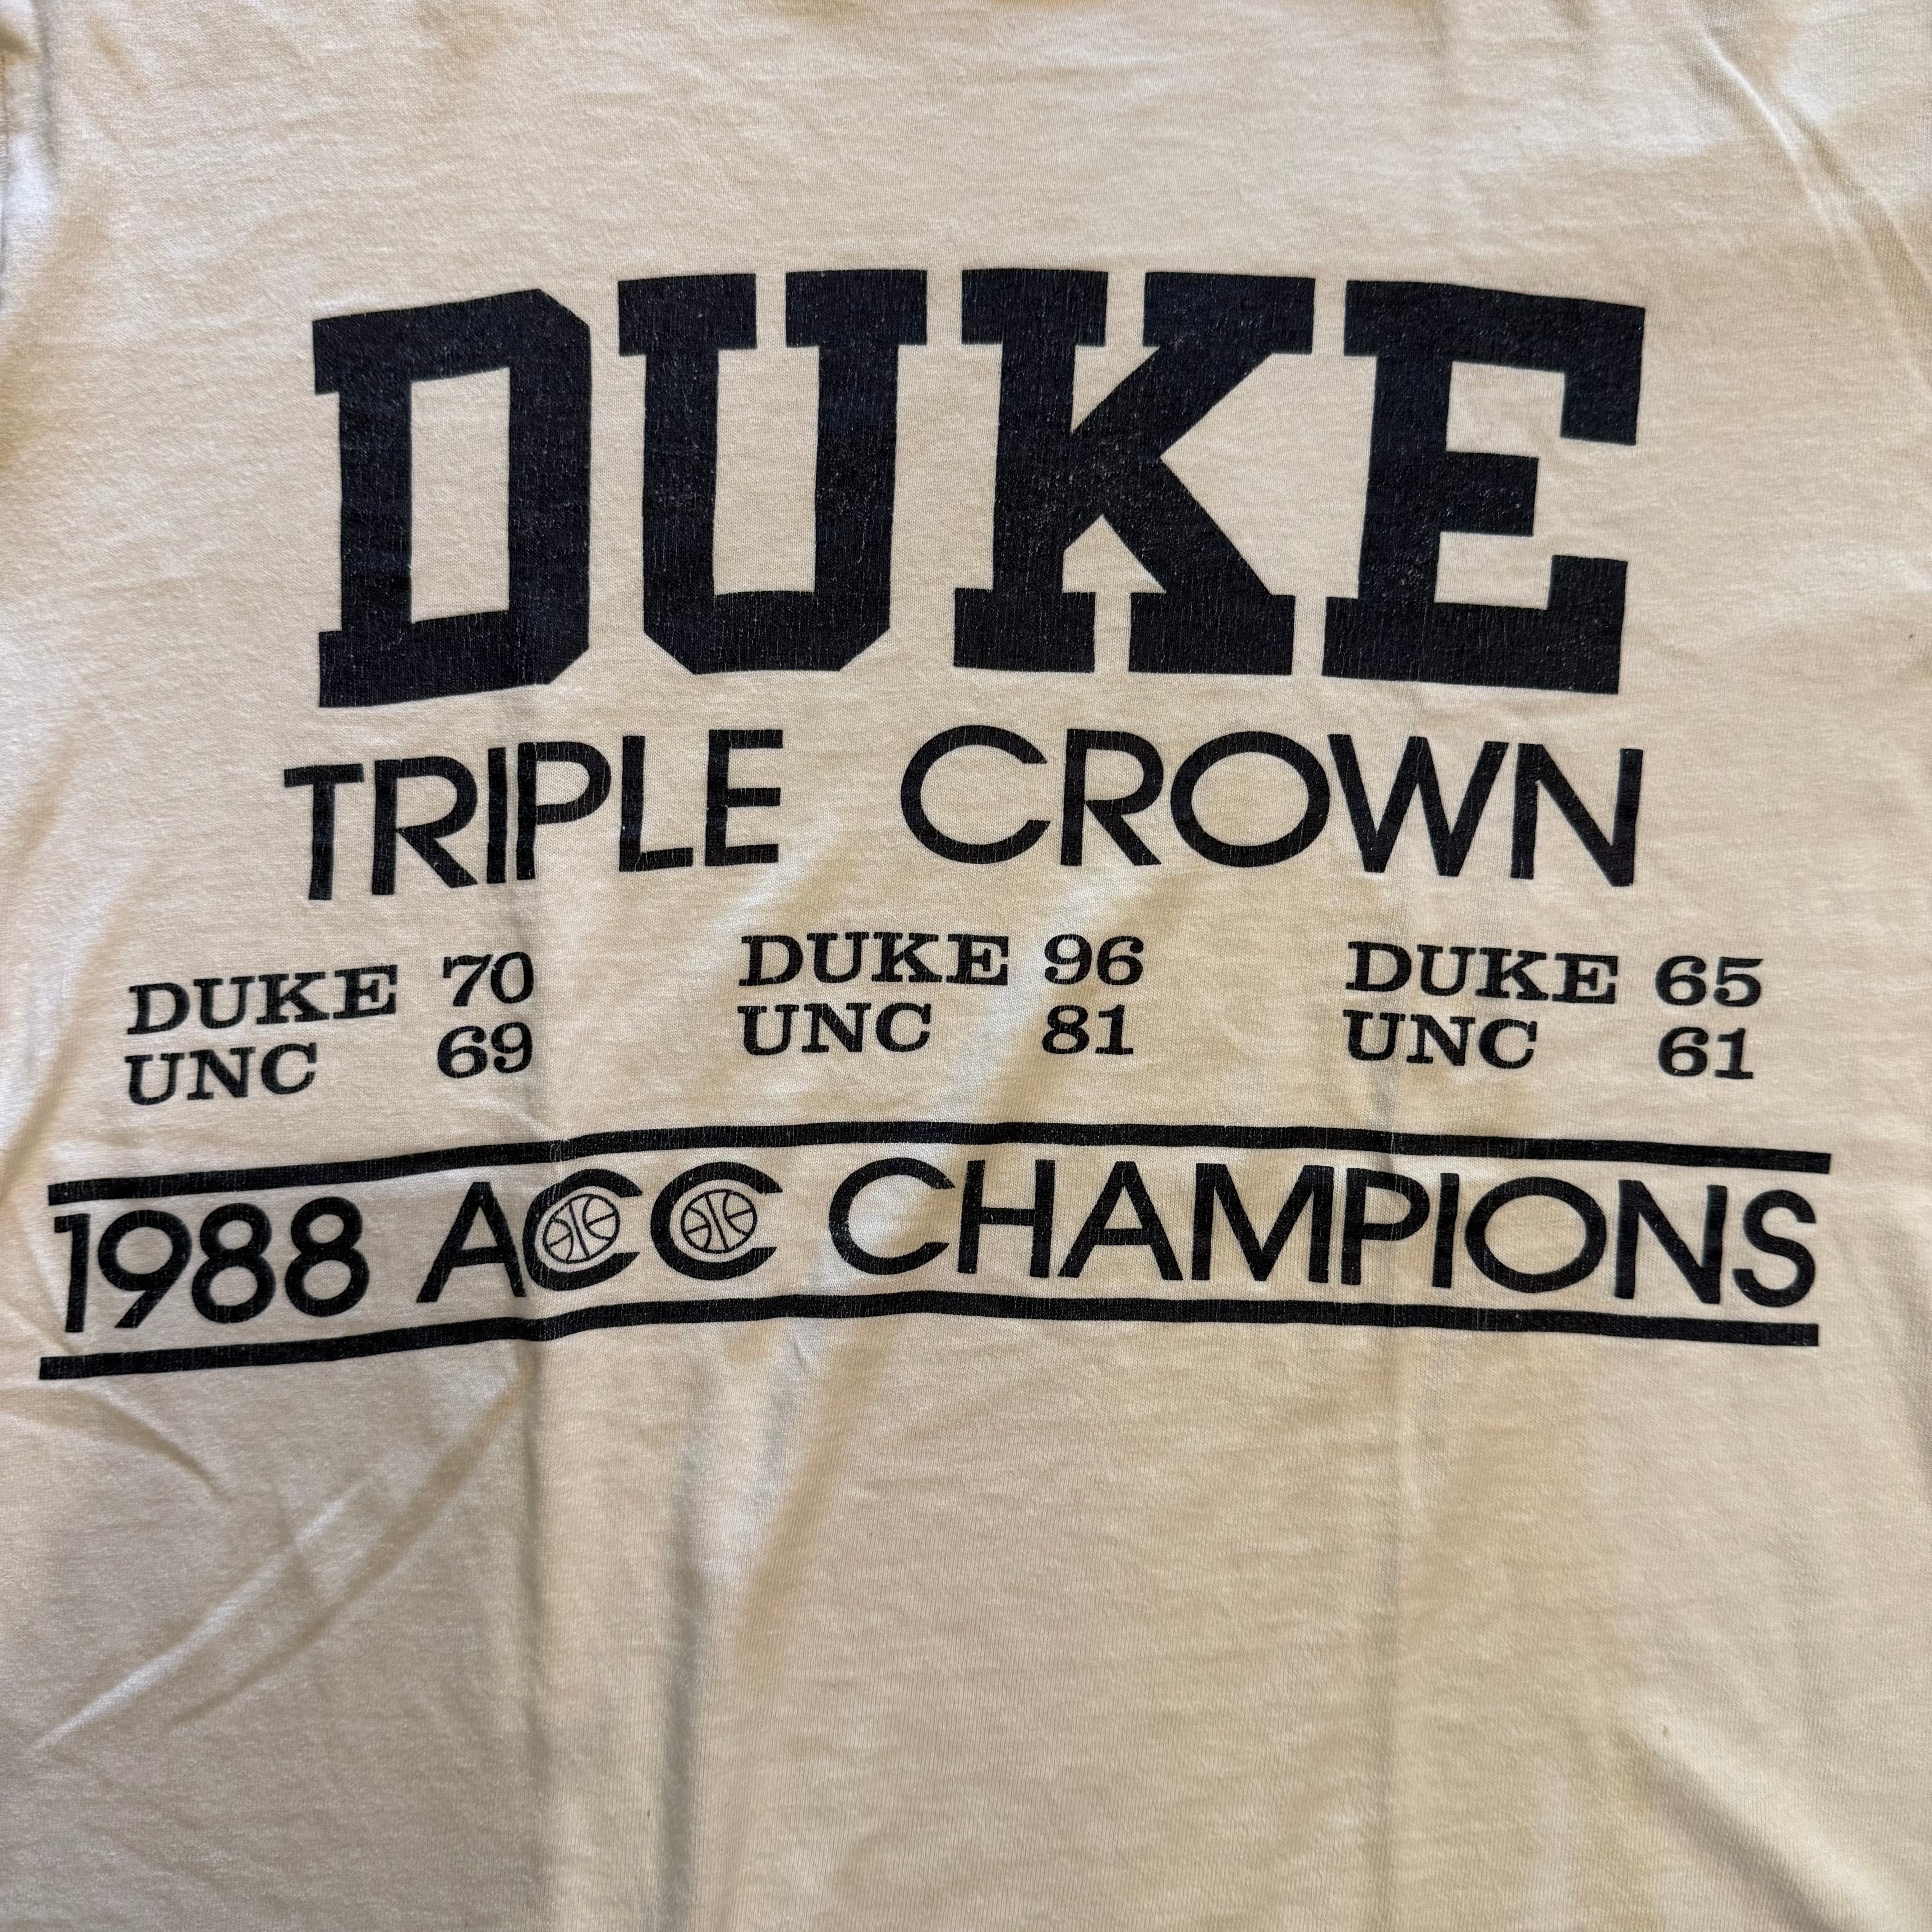 DUKE
TRIPLE CROWN
DUKE 70 DUKE 96 DUKE 65
UNC 69 UNC 81 UNC 61
1988 ACC CHAMPIONS